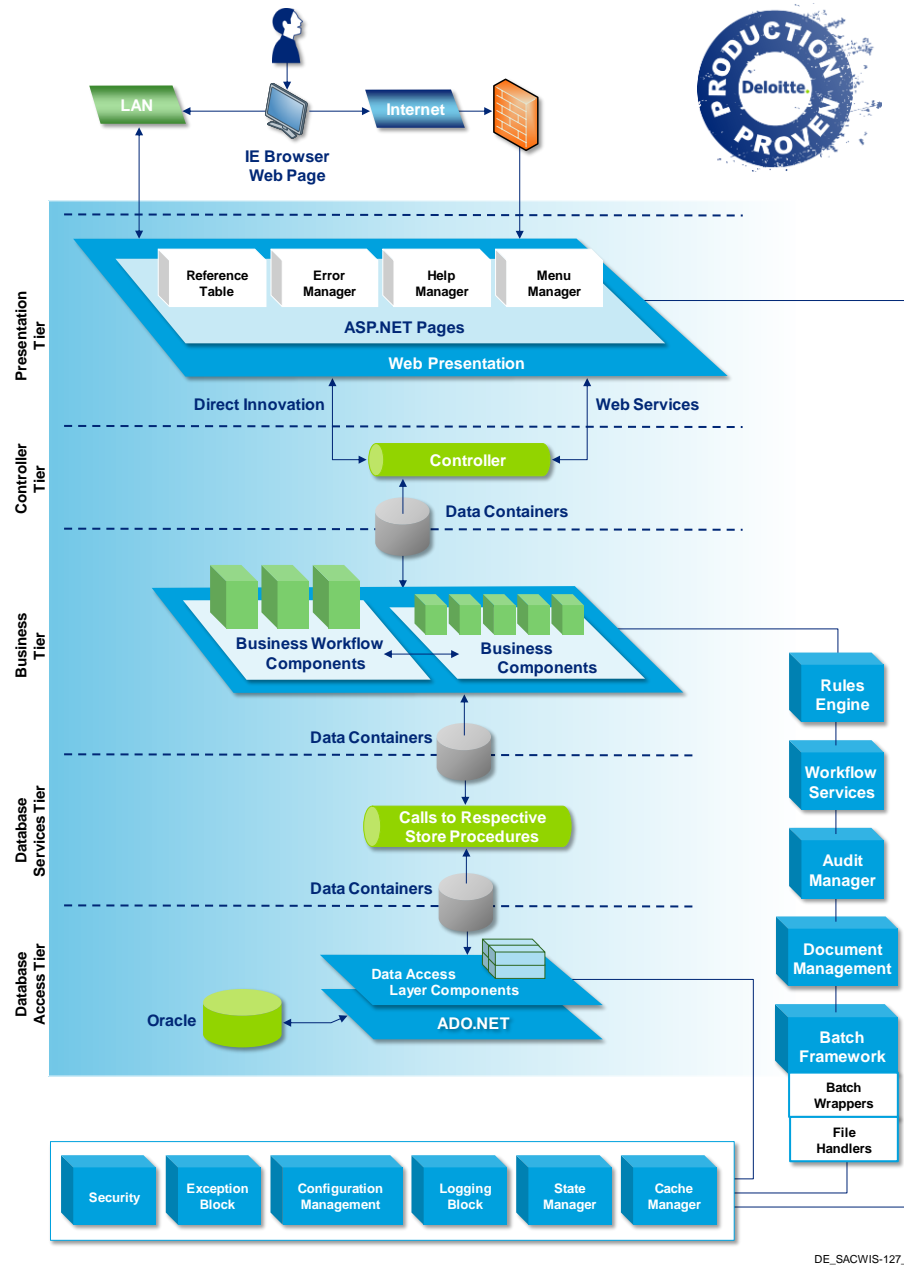 PRODUCTION
Deloitte.
PROVEN
LAN
Internet
IE Browser
Web Page
Presentation
Tier
Reference
Table
Error
Manager
Help
Manager
Menu
Manager
ASP.NET Pages
Web Presentation
Direct Innovation
Web Services
Controller
Tier
Controller
Data Containers
Business
Tier
Business Workflow
Components
Business
Components
Rules
Engine
Data Containers
Workflow
Services
Database
Services Tier
Calls to Respective
Store Procedures
Audit
Manager
Data Containers
Document
Management
Database
Access Tier
Data Access
Layer Components
Oracle
ADO.NET
Batch
Framework
Batch
Wrappers
File
Handlers
Security
Exception
Block
Configuration
Management
Logging
Block
State
Manager
Cache
Manager
DE_SACWIS-127_